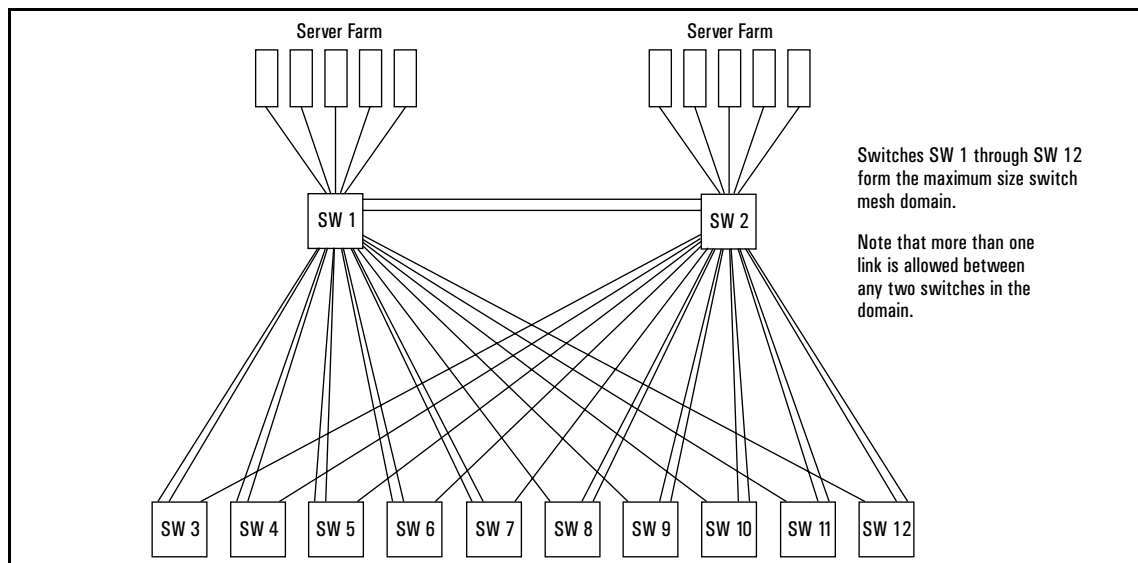 Server Farm
Server Farm
Switches SW 1 through SW 12
form the maximum size switch
mesh domain.
Note that more than one
link is allowed between
any two switches in the
domain.
SW 1
SW 2
SW 3
SW 4
SW 5
SW 6
SW 7
SW 8
SW 9
SW 10
SW 11
SW 12